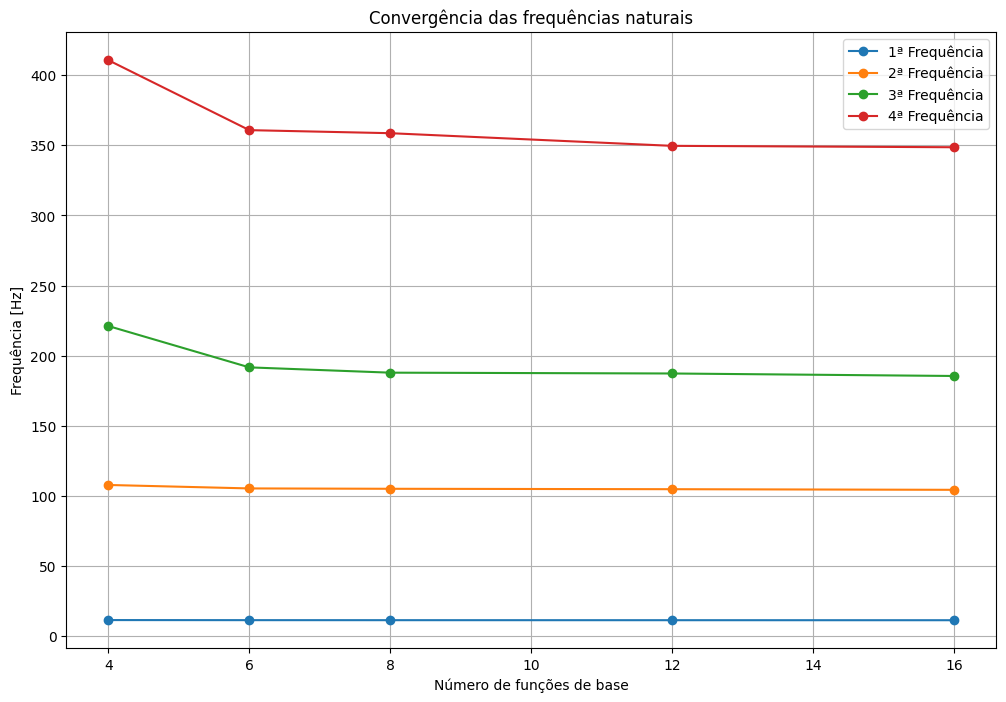 Convergência das frequências naturais
1ª Frequência
2ª Frequência
3ª Frequência
4ª Frequência
Frequência [Hz]
400
350
300
250
200
150
100
50
0
4
6
8
10
12
14
16
Número de funções de base